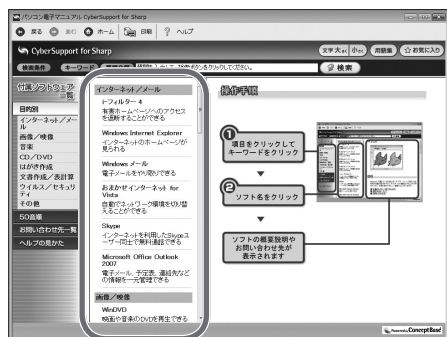 パソコン電子マニュアル CyberSupport for Sharp
戻る 進む ホーム 印刷 ? ヘルプ
CyberSupport for Sharp
文字大 小 用語集 お気に入り
検索条件 キーワード 検索
付属ソフトウェア一覧
目的別
インターネット/メール
画像/映像
音楽
CD/DVD
はがき作成
文書作成/表計算
ウイルス/セキュリティ
その他
50音順
お問い合わせ先一覧
ヘルプの見かた
インターネット/メール
i-フィルター 4
有害ホームページへのアクセスを遮断することができる
Windows Internet Explorer
インターネットのホームページが見られる
Windows メール
電子メールをやり取りできる
おまかせインターネット for Vista
自動でネットワーク環境を切り替えることができる
Skype
インターネットを利用したSkypeユーザー同士で無料通話できる
Microsoft Office Outlook 2007
電子メール、予定表、連絡先などの情報を一元管理できる
画像/映像
WinDVD
映画や音楽のDVDを再生できる
操作手順
① 項目をクリックしてキーワードをクリック
② ソフト名をクリック
ソフトの概要説明やお問い合わせ先が表示されます
ConceptBase